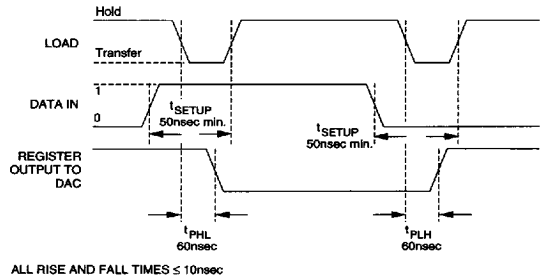 Hold
LOAD
Transfer
1
DATA IN
0
tSETUP
50nsec min.
tSETUP
50nsec min.
REGISTER
OUTPUT TO
DAC
tPHL
60nsec
tPLH
60nsec
ALL RISE AND FALL TIMES ≤ 10nsec